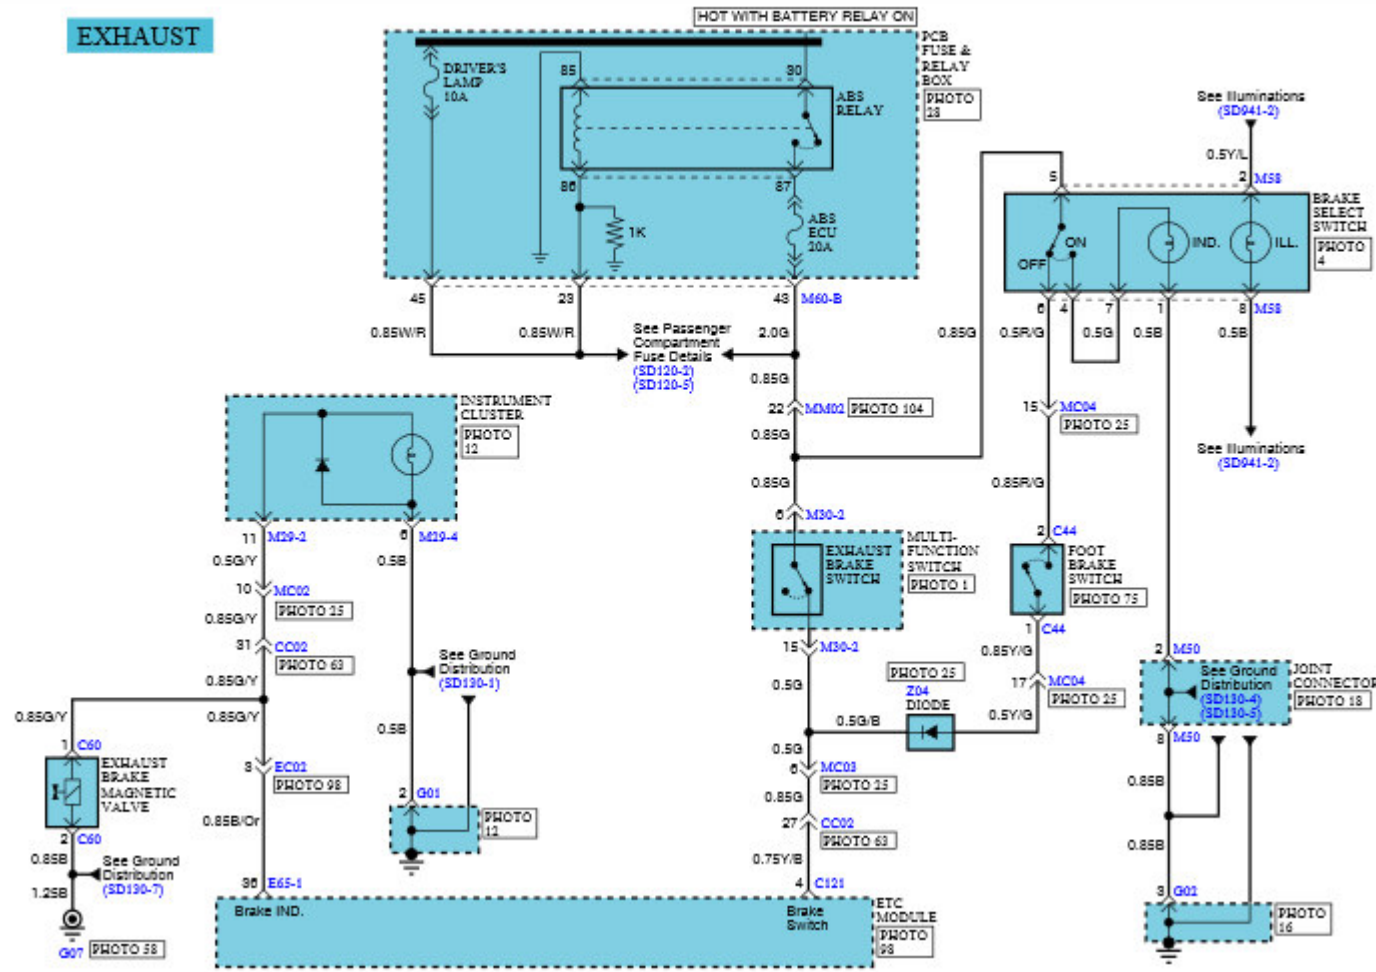 EXHAUST
HOT WITH BATTERY RELAY ON
PCB
FUSE &
RELAY
BOX
PHOTO
28
DRIVER'S
LAMP
10A
85
30
ABS
RELAY
86
87
1K
ABS
ECU
20A
45
23
43
M60-B
0.85W/R
0.85W/R
2.0G
See Passenger
Compartment
Fuse Details
(SD120-2)
(SD120-5)
0.85G
22
MM02
PHOTO 104
0.85G
0.85G
6
M30-2
MULTI-
FUNCTION
SWITCH
PHOTO 1
EXHAUST
BRAKE
SWITCH
15
M30-2
0.5G
PHOTO 25
Z04
DIODE
0.5G/B
0.5Y/G
0.5G
6
MC03
PHOTO 25
0.85G
27
CC02
PHOTO 63
0.75Y/B
4
C121
See Illuminations
(SD941-2)
0.5Y/L
5
2
M58
BRAKE
SELECT
SWITCH
PHOTO
4
ON
OFF
IND.
ILL.
6
4
7
1
8
M58
0.85G
0.5R/G
0.5G
0.5B
0.5B
15
MC04
PHOTO 25
See Illuminations
(SD941-2)
0.85R/G
2
C44
FOOT
BRAKE
SWITCH
PHOTO 75
1
C44
0.85Y/G
17
MC04
PHOTO 25
2
M50
See Ground
Distribution
(SD130-4)
(SD130-5)
JOINT
CONNECTOR
PHOTO 18
8
M50
0.85B
0.85B
3
G02
PHOTO
16
INSTRUMENT
CLUSTER
PHOTO
12
11
M29-2
6
M29-4
0.5G/Y
0.5B
10
MC02
PHOTO 25
0.85G/Y
31
CC02
PHOTO 63
See Ground
Distribution
(SD130-1)
0.85G/Y
0.85G/Y
0.85G/Y
0.5B
1
C60
EXHAUST
BRAKE
MAGNETIC
VALVE
3
EC02
PHOTO 98
2
G01
PHOTO
12
0.85B/Or
2
C60
0.85B
See Ground
Distribution
(SD130-7)
1.25B
G07
PHOTO 58
36
E65-1
Brake IND.
Brake
Switch
ETC
MODULE
PHOTO
98